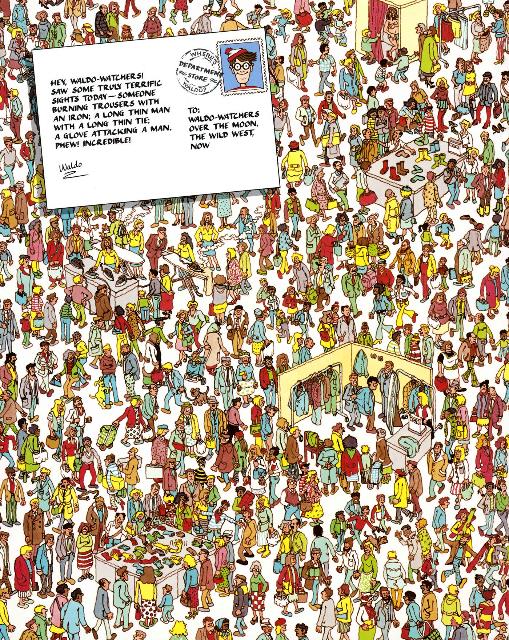 HEY, WALDO-WATCHERS!
SAW SOME TRULY TERRIFIC
SIGHTS TODAY – SOMEONE
BURNING TROUSERS WITH
AN IRON; A LONG THIN MAN
WITH A LONG THIN TIE;
A GLOVE ATTACKING A MAN.
PHEW! INCREDIBLE!
Waldo
WHERE'S
DEPARTMENT
STORE
WALDO?
TO:
WALDO-WATCHERS
OVER THE MOON,
THE WILD WEST,
NOW